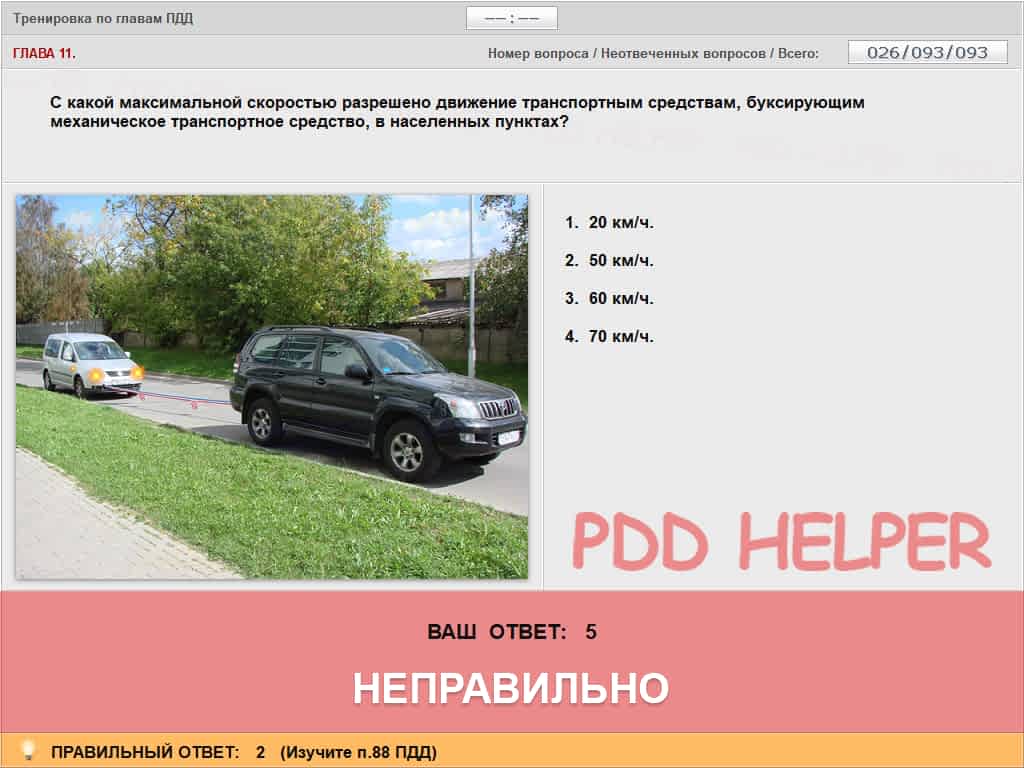 Тренировка по главам ПДД
—— : ——
ГЛАВА 11.
Номер вопроса / Неотвеченных вопросов / Всего:
026/093/093
С какой максимальной скоростью разрешено движение транспортным средствам, буксирующим
механическое транспортное средство, в населенных пунктах?
1. 20 км/ч.
2. 50 км/ч.
3. 60 км/ч.
4. 70 км/ч.
PDD HELPER
ВАШ ОТВЕТ: 5
НЕПРАВИЛЬНО
ПРАВИЛЬНЫЙ ОТВЕТ: 2 (Изучите п.88 ПДД)